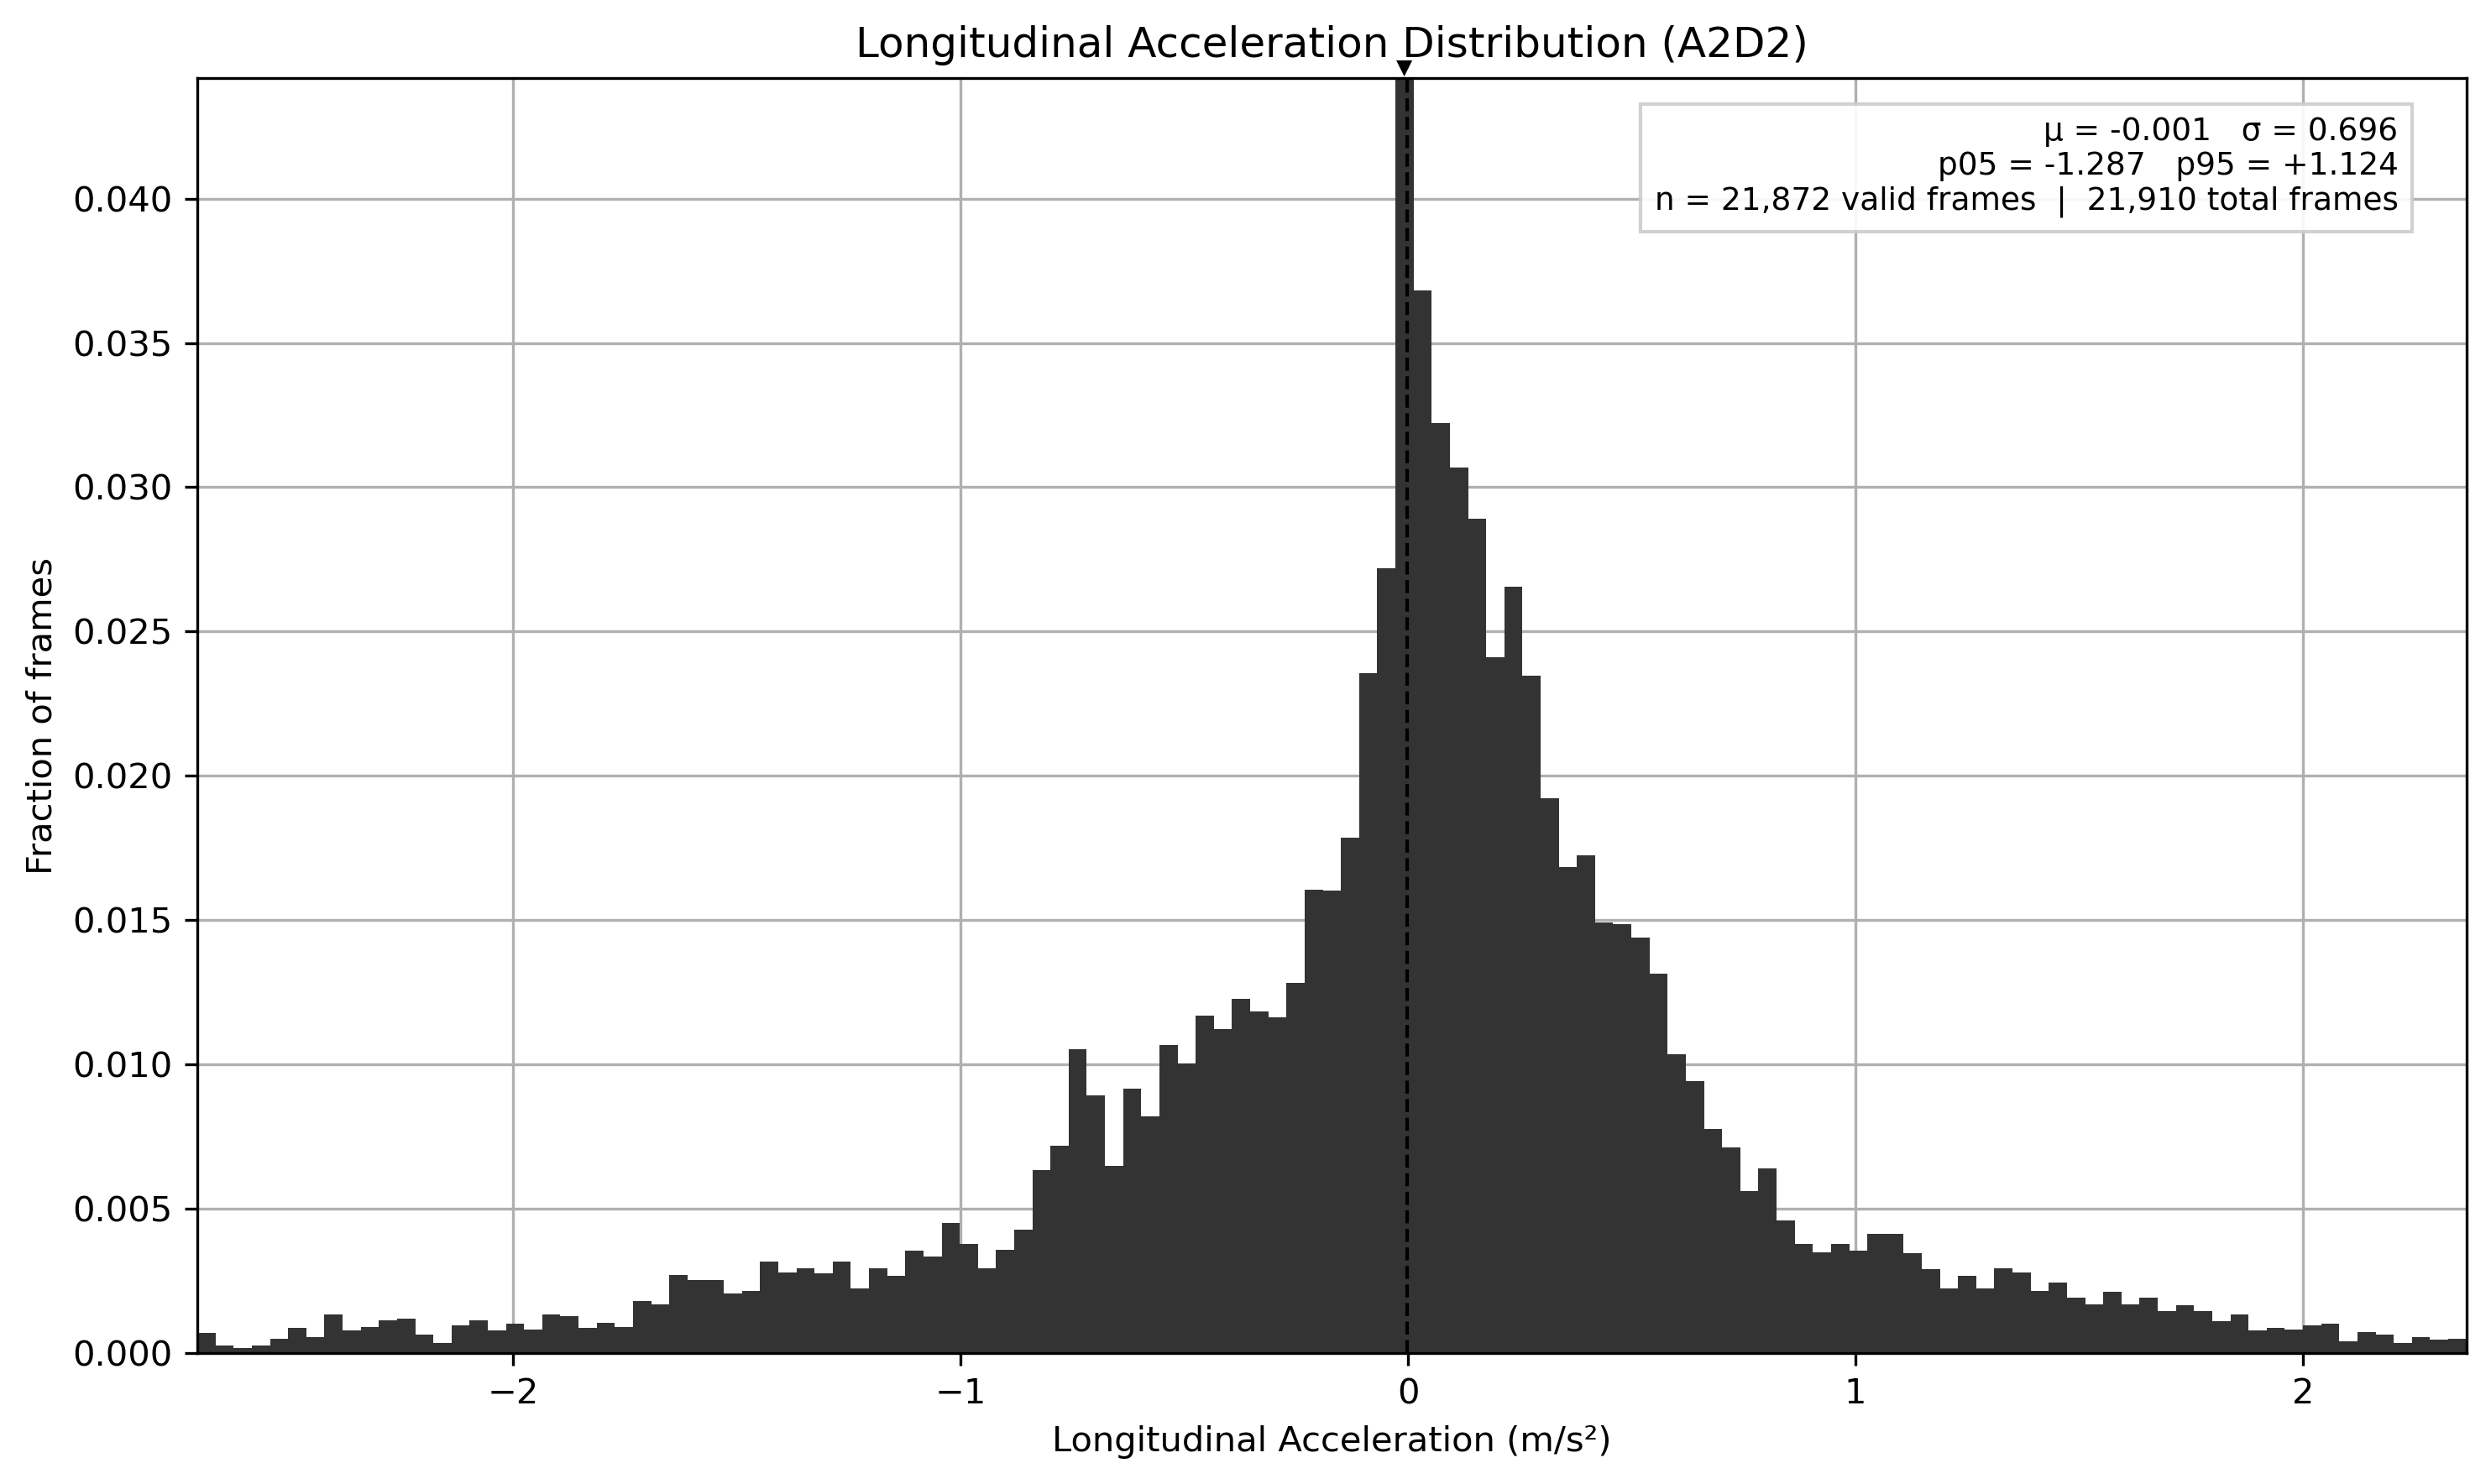 Longitudinal Acceleration Distribution (A2D2)
μ = -0.001   σ = 0.696
p05 = -1.287   p95 = +1.124
n = 21,872 valid frames  |  21,910 total frames
0.040
0.035
0.030
0.025
0.020
0.015
0.010
0.005
0.000
Fraction of frames
−2
−1
0
1
2
Longitudinal Acceleration (m/s²)